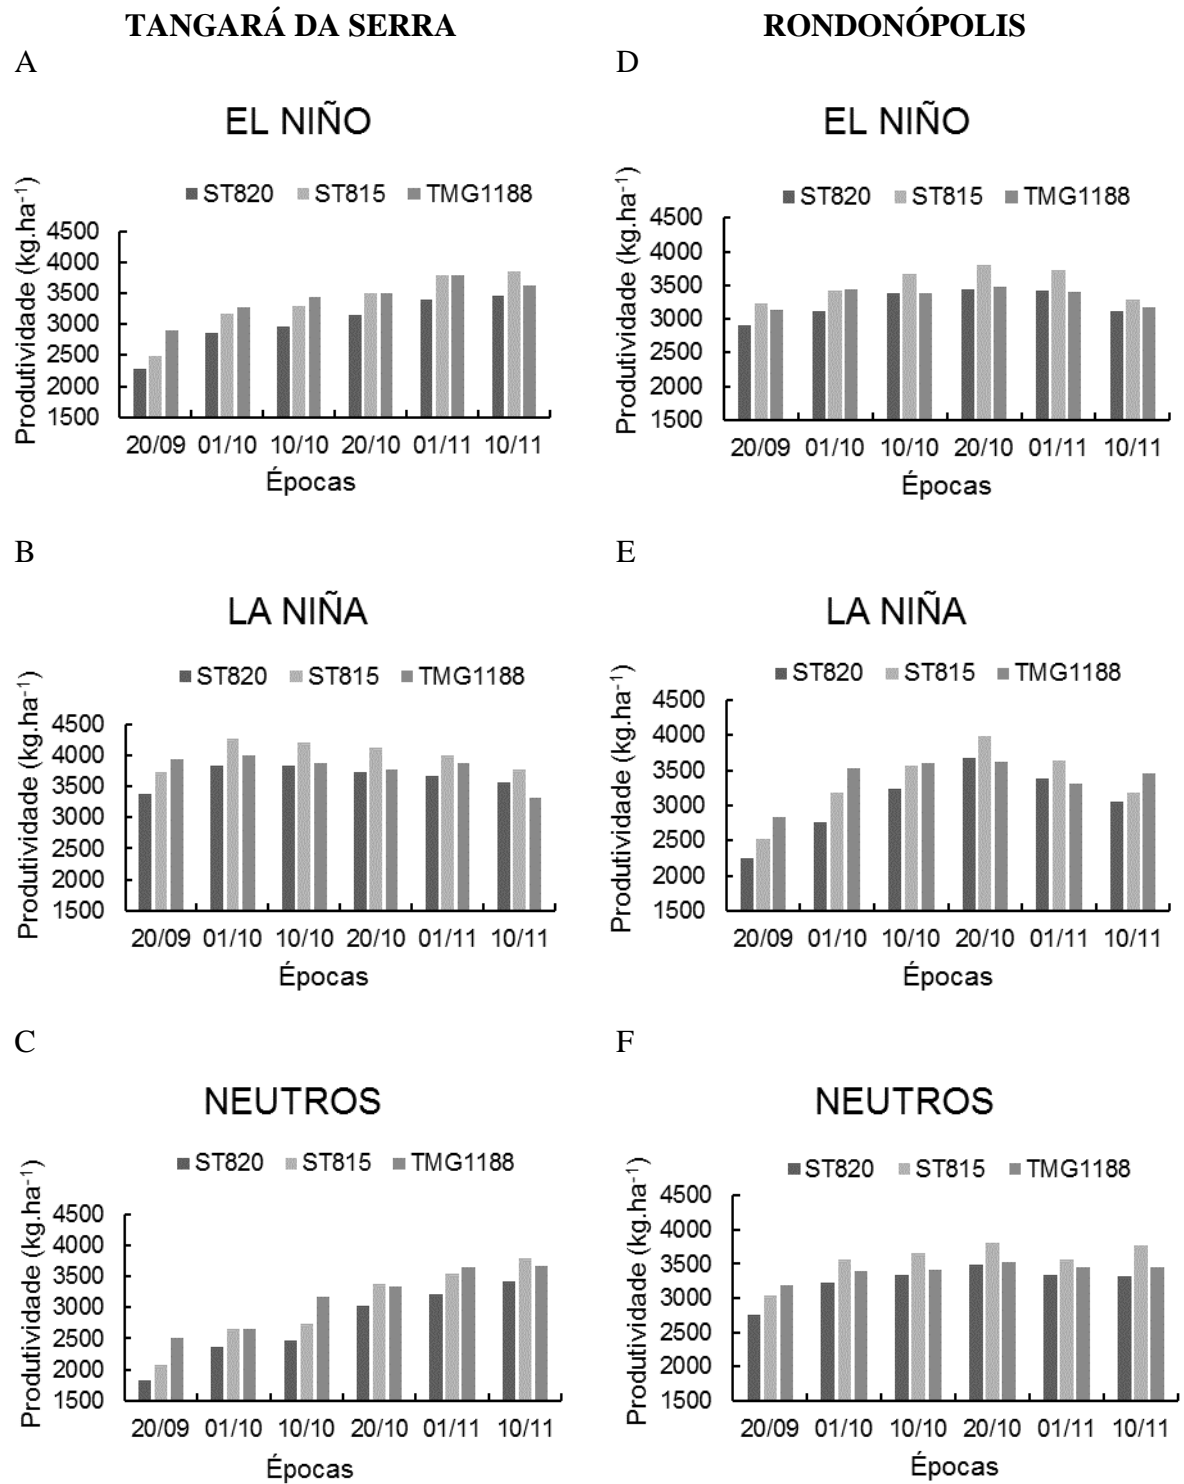 TANGARÁ DA SERRA
A
EL NIÑO
ST820 ST815 TMG1188
Produtividade (kg.ha-1)
4500
4000
3500
3000
2500
2000
1500
20/09 01/10 10/10 20/10 01/11 10/11
Épocas
B
LA NIÑA
ST820 ST815 TMG1188
Produtividade (kg.ha-1)
4500
4000
3500
3000
2500
2000
1500
20/09 01/10 10/10 20/10 01/11 10/11
Épocas
C
NEUTROS
ST820 ST815 TMG1188
Produtividade (kg.ha-1)
4500
4000
3500
3000
2500
2000
1500
20/09 01/10 10/10 20/10 01/11 10/11
Épocas
RONDONÓPOLIS
D
EL NIÑO
ST820 ST815 TMG1188
Produtividade (kg.ha-1)
4500
4000
3500
3000
2500
2000
1500
20/09 01/10 10/10 20/10 01/11 10/11
Épocas
E
LA NIÑA
ST820 ST815 TMG1188
Produtividade (kg.ha-1)
4500
4000
3500
3000
2500
2000
1500
20/09 01/10 10/10 20/10 01/11 10/11
Épocas
F
NEUTROS
ST820 ST815 TMG1188
Produtividade (kg.ha-1)
4500
4000
3500
3000
2500
2000
1500
20/09 01/10 10/10 20/10 01/11 10/11
Épocas